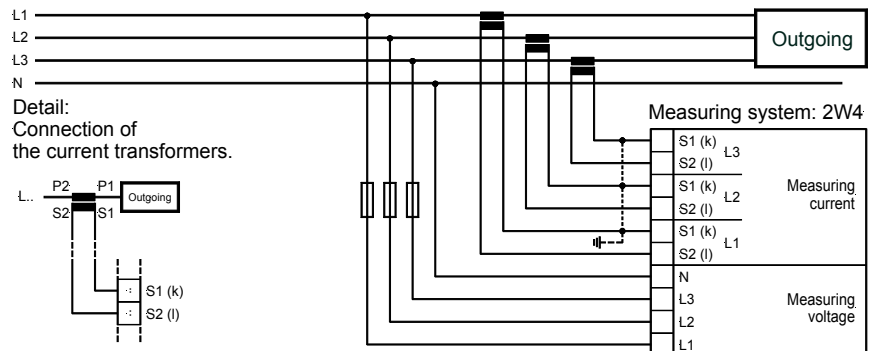 L1
L2
L3
N
Outgoing
Detail:
Connection of
the current transformers.
L..
P2
P1
S2
S1
Outgoing
S1 (k)
S2 (l)
Measuring system: 2W4
S1 (k)
S2 (l)
L3
S1 (k)
S2 (l)
L2
S1 (k)
S2 (l)
L1
Measuring
current
N
L3
L2
L1
Measuring
voltage